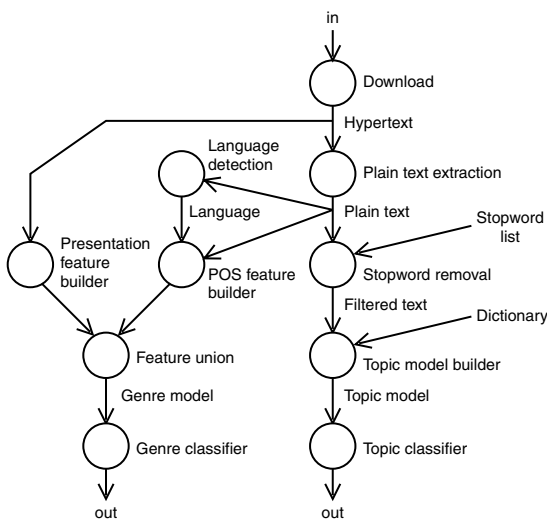 in
Download
Hypertext
Language
detection
Plain text extraction
Language
Plain text
Stopword
list
Presentation
feature
builder
POS feature
builder
Stopword removal
Filtered text
Dictionary
Feature union
Topic model builder
Genre model
Topic model
Genre classifier
Topic classifier
out
out